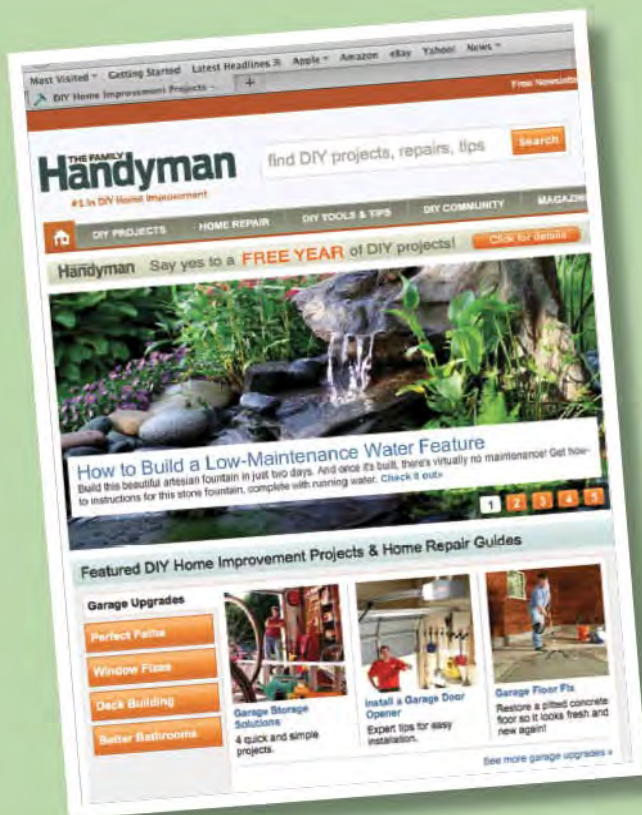 Most Visited Getting Started Latest Headlines Apple Amazon eBay Yahoo! News
DIY Home Improvement Projects - +
Free Newslette
THE FAMILY
Handyman
#1 in DIY Home Improvement
find DIY projects, repairs, tips
Search
DIY PROJECTS HOME REPAIR DIY TOOLS & TIPS DIY COMMUNITY MAGAZINE
Handyman Say yes to a FREE YEAR of DIY projects! Click for details
How to Build a Low-Maintenance Water Feature
Build this beautiful artesian fountain in just two days. And once it's built, there's virtually no maintenance! Get how-
to instructions for this stone fountain, complete with running water. Check it out»
1 2 3 4 5
Featured DIY Home Improvement Projects & Home Repair Guides
Garage Upgrades
Perfect Paths
Window Fixes
Deck Building
Better Bathrooms
Garage Storage
Solutions
4 quick and simple
projects.
Install a Garage Door
Opener
Expert tips for easy
installation.
Garage Floor Fix
Restore a pitted concrete
floor so it looks fresh and
new again!
See more garage upgrades »